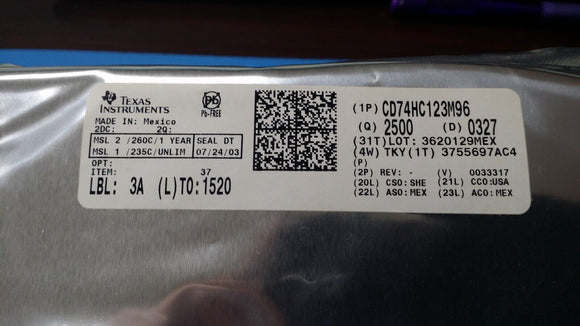 TEXAS INSTRUMENTS
Pb
Pb-FREE
MADE IN: Mexico
2DC: 2Q:
MSL 2 /260C/1 YEAR SEAL DT
MSL 1 /235C/UNLIM 07/24/03
OPT:
ITEM: 37
LBL: 3A (L)TO:1520
(1P) CD74HC123M96
(Q) 2500 (D) 0327
(31T)LOT: 3620129MEX
(4W) TKY(1T) 3755697AC4
(P)
(2P) REV: - (V) 0033317
(20L) CSO:SHE (21L) CCO:USA
(22L) ASO:MEX (23L) ACO:MEX